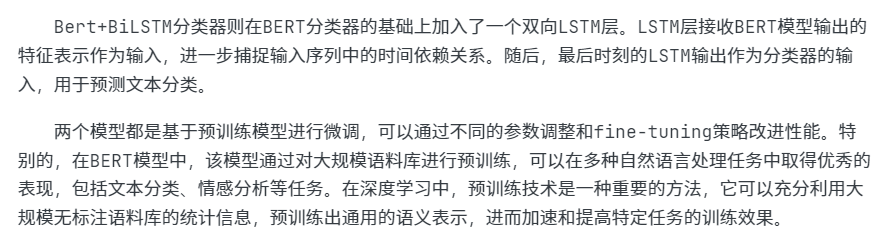 Bert+BiLSTM分类器则在BERT分类器的基础上加入了一个双向LSTM层。LSTM层接收BERT模型输出的
特征表示作为输入，进一步捕捉输入序列中的时间依赖关系。随后，最后时刻的LSTM输出作为分类器的输
入，用于预测文本分类。
两个模型都是基于预训练模型进行微调，可以通过不同的参数调整和fine-tuning策略改进性能。特
别的，在BERT模型中，该模型通过对大规模语料库进行预训练，可以在多种自然语言处理任务中取得优秀的
表现，包括文本分类、情感分析等任务。在深度学习中，预训练技术是一种重要的方法，它可以充分利用大
规模无标注语料库的统计信息，预训练出通用的语义表示，进而加速和提高特定任务的训练效果。